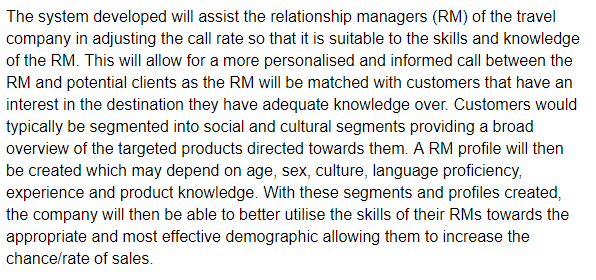 The system developed will assist the relationship managers (RM) of the travel
company in adjusting the call rate so that it is suitable to the skills and knowledge
of the RM. This will allow for a more personalised and informed call between the
RM and potential clients as the RM will be matched with customers that have an
interest in the destination they have adequate knowledge over. Customers would
typically be segmented into social and cultural segments providing a broad
overview of the targeted products directed towards them. A RM profile will then
be created which may depend on age, sex, culture, language proficiency,
experience and product knowledge. With these segments and profiles created,
the company will then be able to better utilise the skills of their RMs towards the
appropriate and most effective demographic allowing them to increase the
chance/rate of sales.